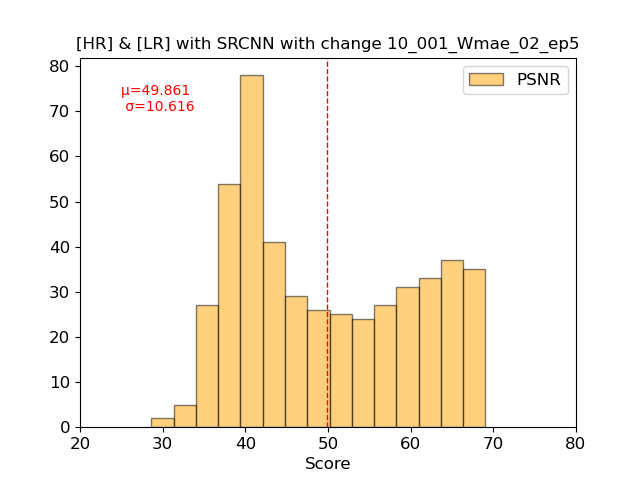 [HR] & [LR] with SRCNN with change 10_001_Wmae_02_ep5
80
70
60
50
40
30
20
10
0
μ=49.861
σ=10.616
PSNR
20 30 40 50 60 70 80
Score